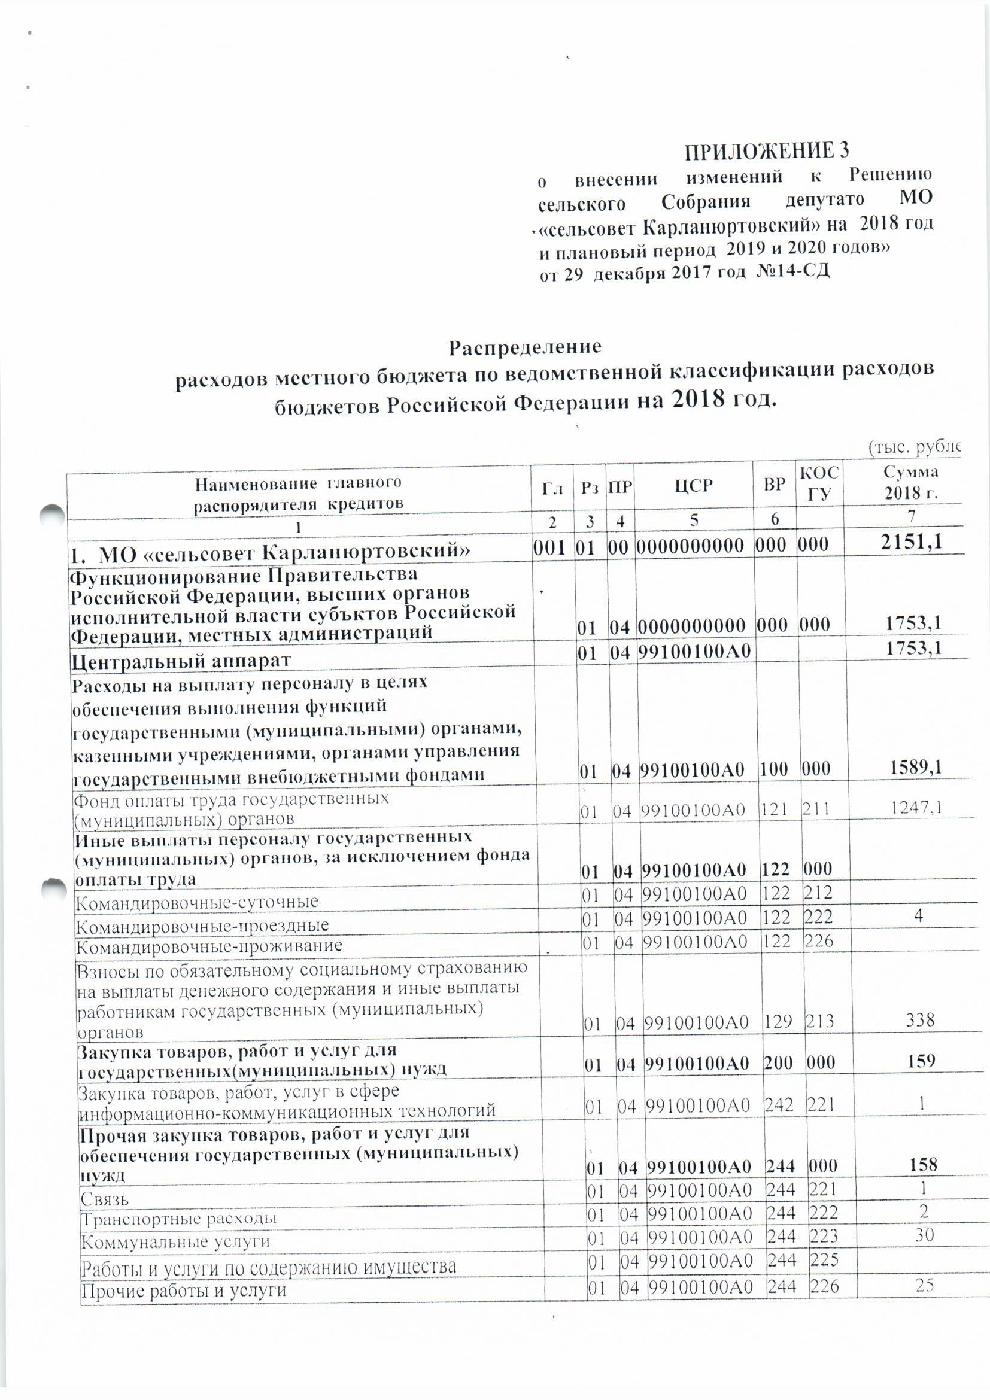 ПРИЛОЖЕНИЕ 3
о внесении изменений к Решению
сельского Собрания депутато МО
«сельсовет Карланюртовский» на 2018 год
и плановый период 2019 и 2020 годов»
от 29 декабря 2017 год №14-СД
Распределение
расходов местного бюджета по ведомственной классификации расходов
бюджетов Российской Федерации на 2018 год.
(тыс. рубле
Наименование главного
распорядителя кредитов
Гл Рз ПР ЦСР ВР КОС
ГУ
Сумма
2018 г.
1 2 3 4 5 6 7
1. МО «сельсовет Карланюртовский» 001 01 00 0000000000 000 000 2151,1
Функционирование Правительства
Российской Федерации, высших органов
исполнительной власти субъктов Российской
Федерации, местных администраций 01 04 0000000000 000 000 1753,1
Центральный аппарат 01 04 99100100А0 1753,1
Расходы на выплату персоналу в целях
обеспечения выполнения функций
государственными (муниципальными) органами,
казенными учреждениями, органами управления
государственными внебюджетными фондами 01 04 99100100А0 100 000 1589,1
Фонд оплаты труда государственных
(муниципальных) органов 01 04 99100100А0 121 211 1247,1
Иные выплаты персоналу государственных
(муниципальных) органов, за исключением фонда
оплаты труда 01 04 99100100А0 122 000
Командировочные-суточные 01 04 99100100А0 122 212
Командировочные-проездные 01 04 99100100А0 122 222 4
Командировочные-проживание 01 04 99100100А0 122 226
Взносы по обязательному социальному страхованию
на выплаты денежного содержания и иные выплаты
работникам государственных (муниципальных)
органов 01 04 99100100А0 129 213 338
Закупка товаров, работ и услуг для
государственных(муниципальных) нужд 01 04 99100100А0 200 000 159
Закупка товаров, работ, услуг в сфере
информационно-коммуникационных технологий 01 04 99100100А0 242 221 1
Прочая закупка товаров, работ и услуг для
обеспечения государственных (муниципальных)
нужд 01 04 99100100А0 244 000 158
Связь 01 04 99100100А0 244 221 1
Транспортные расходы 01 04 99100100А0 244 222 2
Коммунальные услуги 01 04 99100100А0 244 223 30
Работы и услуги по содержанию имущества 01 04 99100100А0 244 225
Прочие работы и услуги 01 04 99100100А0 244 226 25